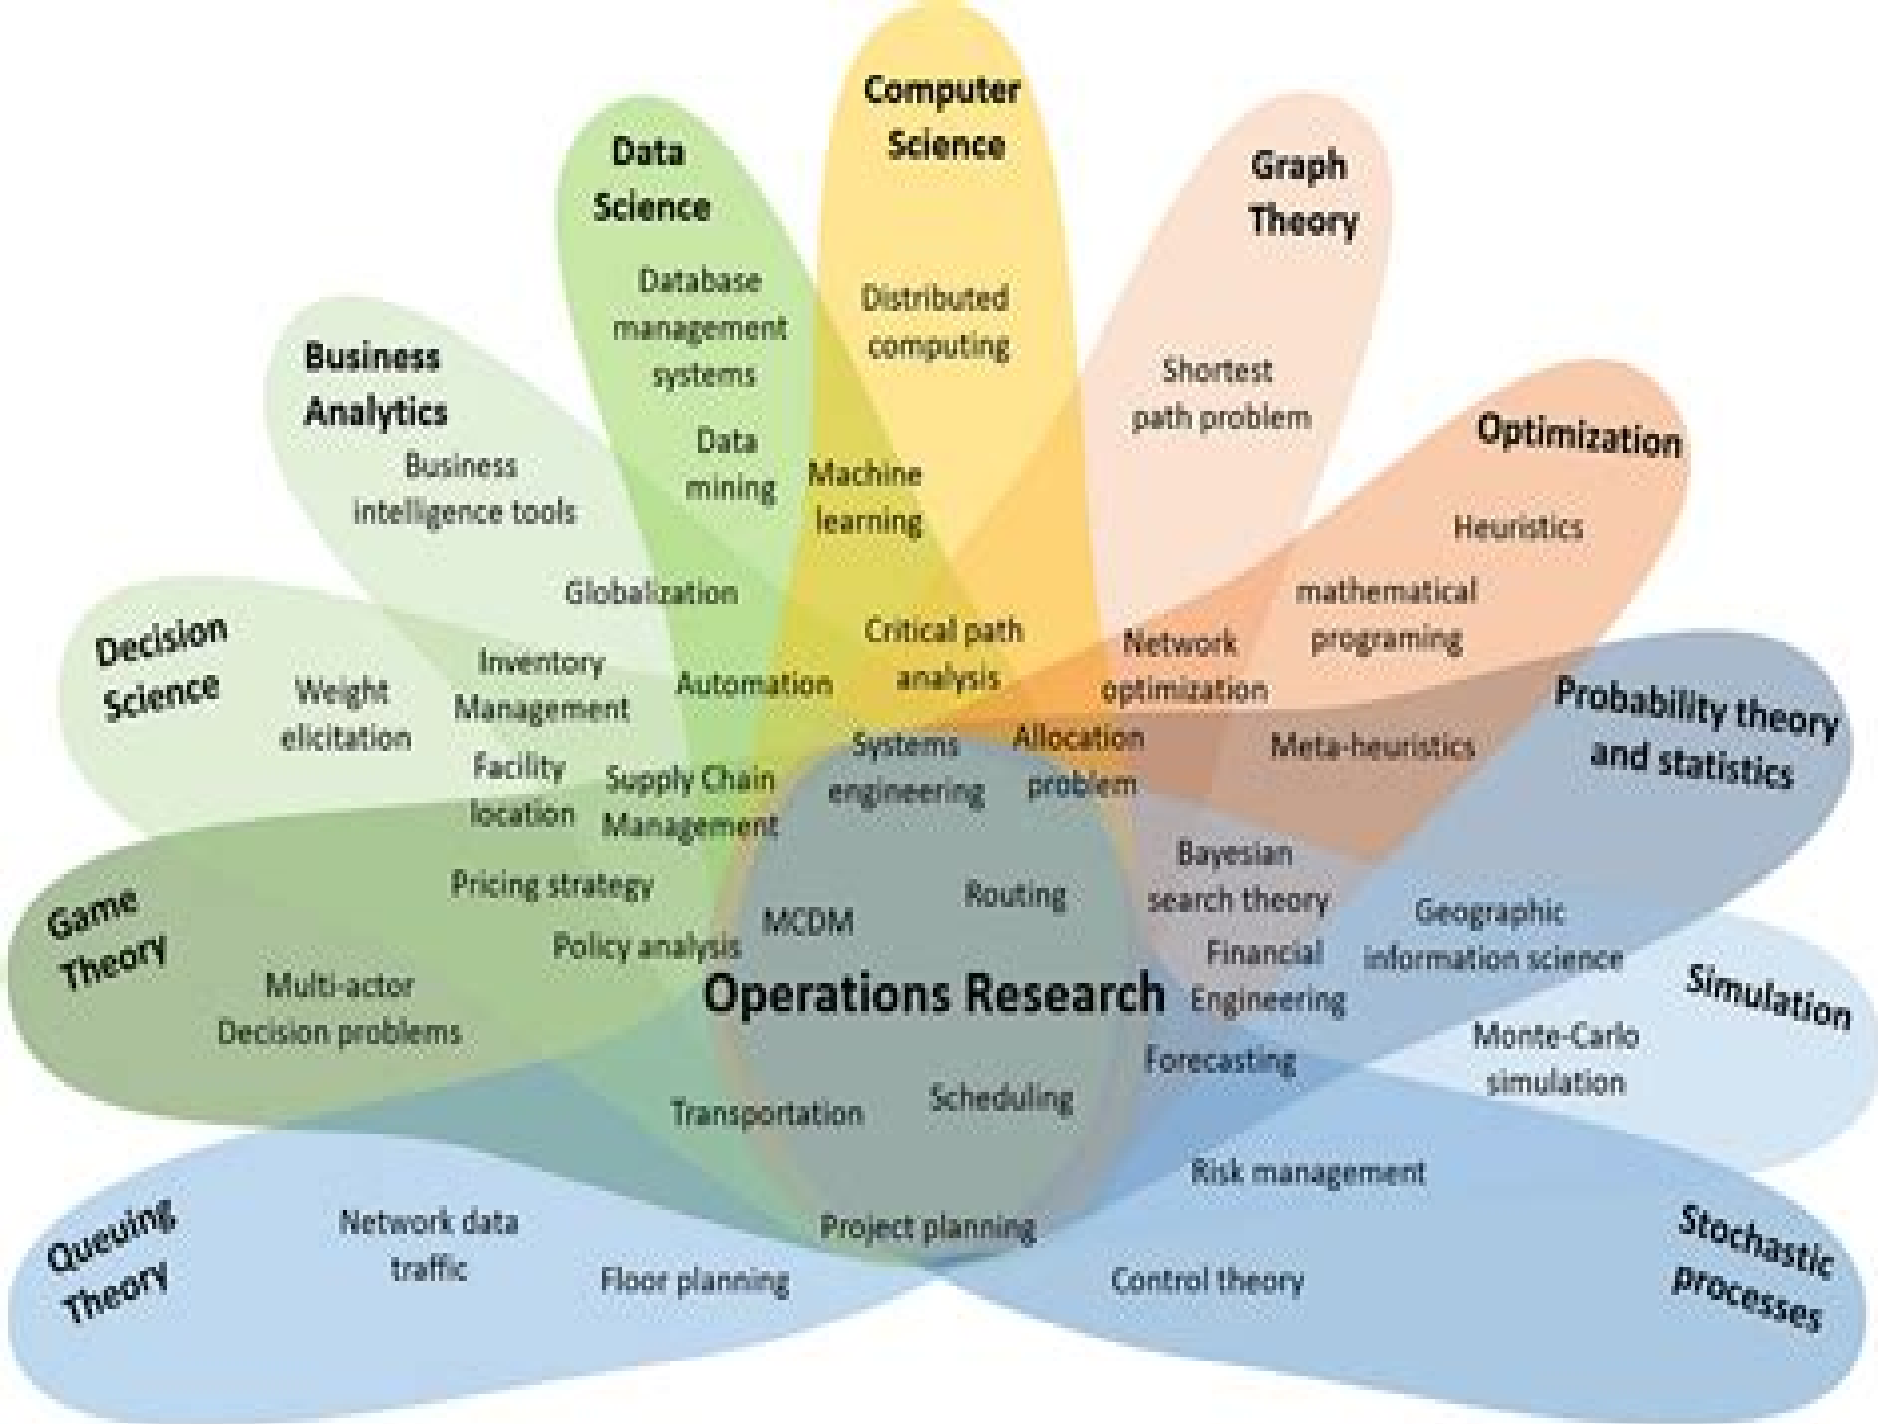 Computer
Science
Distributed
computing
Data
Science
Database
management
systems
Data
mining
Machine
learning
Graph
Theory
Shortest
path problem
Business
Analytics
Business
intelligence tools
Globalization
Optimization
Heuristics
mathematical
programing
Network
optimization
Critical path
analysis
Automation
Decision
Science
Weight
elicitation
Inventory
Management
Facility
location
Supply Chain
Management
Systems
engineering
Allocation
problem
Meta-heuristics
Probability theory
and statistics
Bayesian
search theory
Geographic
information science
Financial
Engineering
Game
Theory
Pricing strategy
Policy analysis
Multi-actor
Decision problems
MCDM
Routing
Operations Research
Forecasting
Simulation
Monte-Carlo
simulation
Transportation
Scheduling
Risk management
Project planning
Queuing
Theory
Network data
traffic
Floor planning
Control theory
Stochastic
processes